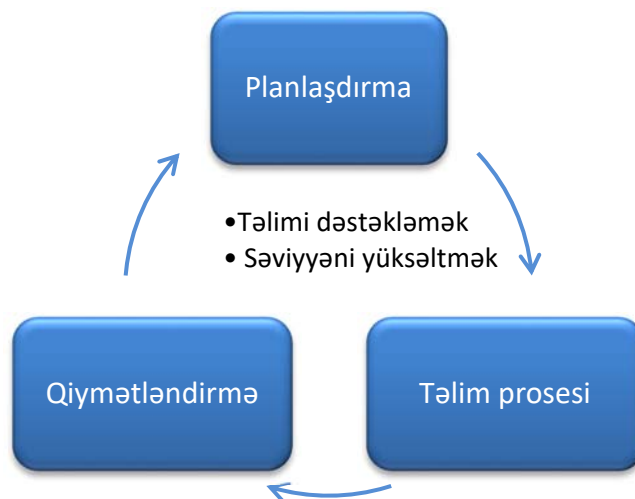 Planlaşdırma
•Təlimi dəstəkləmək
• Səviyyəni yüksəltmək
Qiymətləndirmə
Təlim prosesi